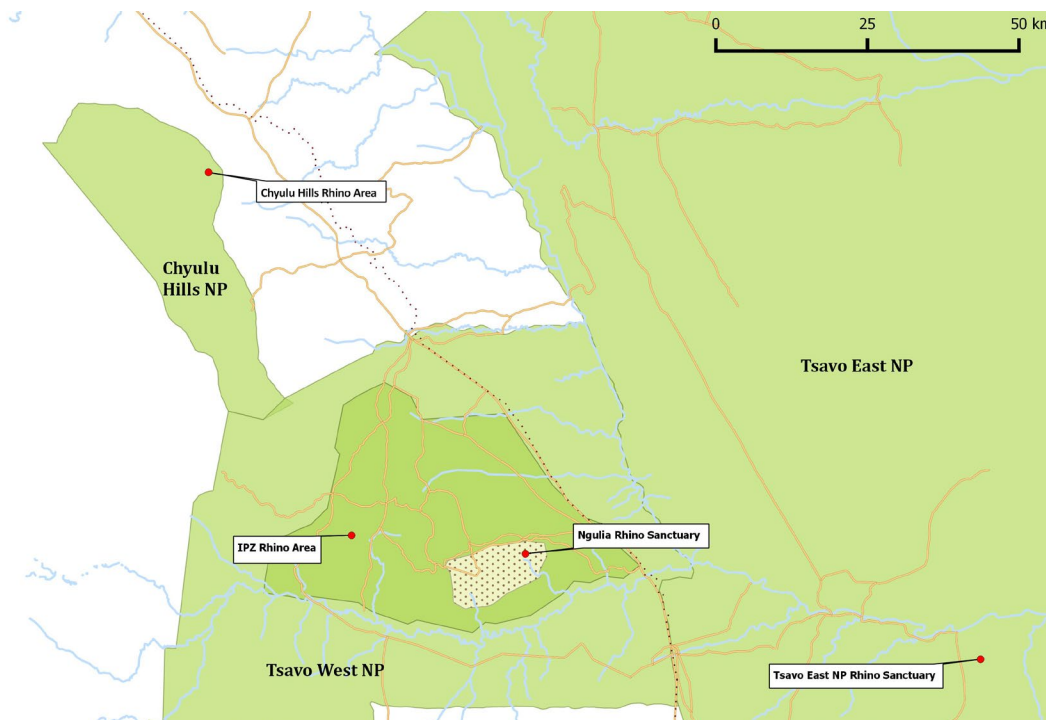 0 25 50 km
Chyulu Hills Rhino Area
Chyulu
Hills NP
Tsavo East NP
Ngulia Rhino Sanctuary
IPZ Rhino Area
Tsavo West NP
Tsavo East NP Rhino Sanctuary